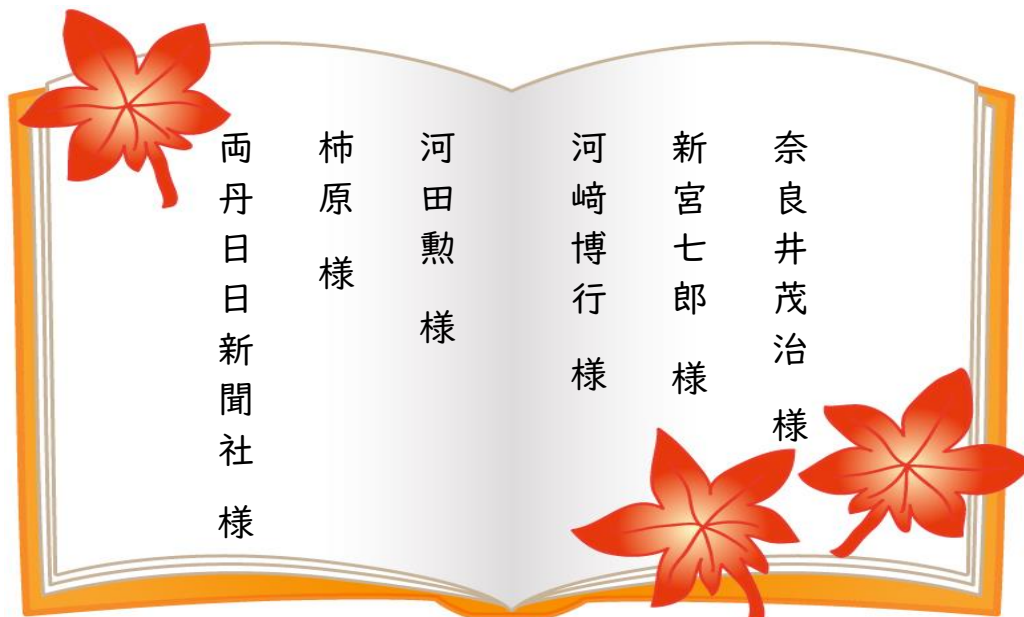 奈良井茂治 様
新宮七郎 様
河﨑博行 様
河田勲 様
柿原 様
両丹日日新聞社 様